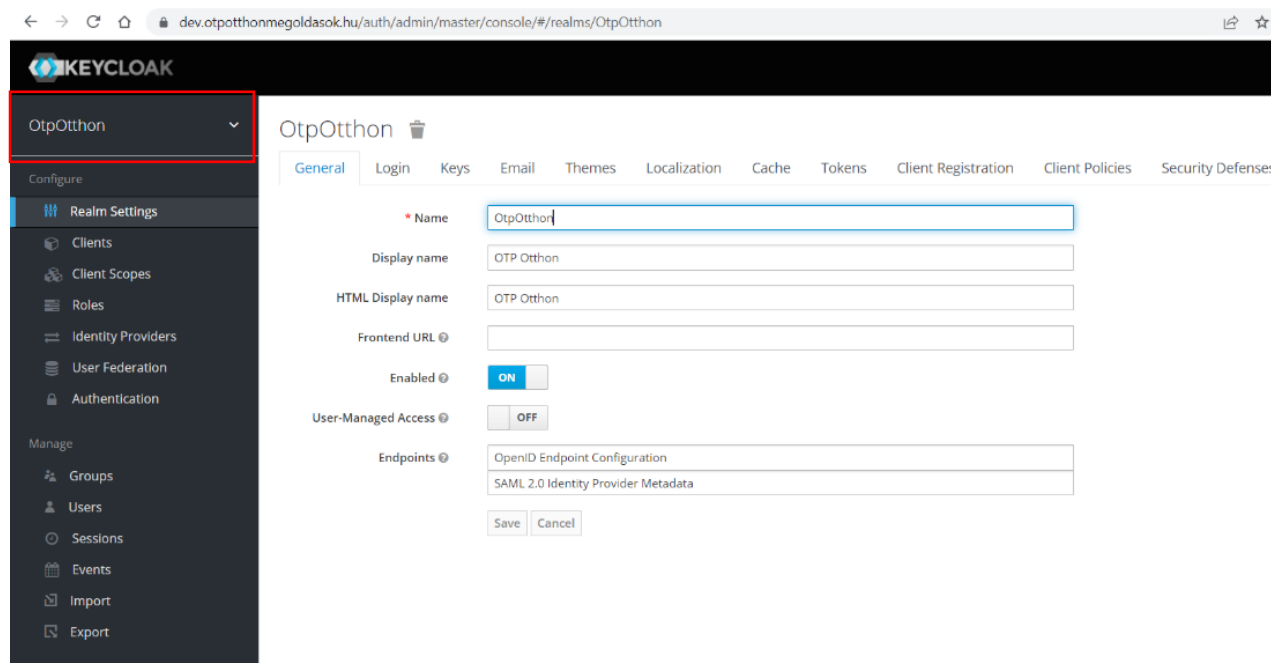 dev.otpotthonmegoldasok.hu/auth/admin/master/console/#/realms/OtpOtthon
KEYCLOAK
OtpOtthon
Configure
Realm Settings
Clients
Client Scopes
Roles
Identity Providers
User Federation
Authentication
Manage
Groups
Users
Sessions
Events
Import
Export
OtpOtthon
General Login Keys Email Themes Localization Cache Tokens Client Registration Client Policies Security Defenses
* Name OtpOtthon
Display name OTP Otthon
HTML Display name OTP Otthon
Frontend URL
Enabled ON
User-Managed Access OFF
Endpoints OpenID Endpoint Configuration
SAML 2.0 Identity Provider Metadata
Save Cancel